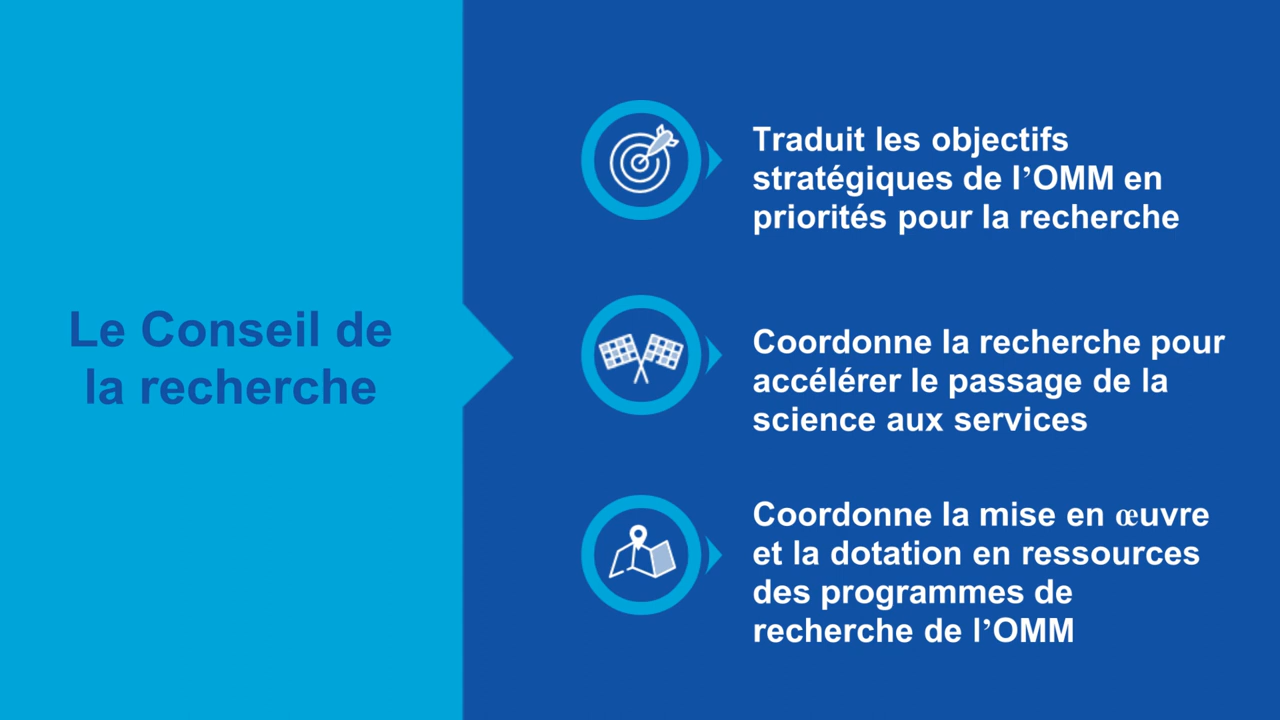 Le Conseil de
la recherche
Traduit les objectifs
stratégiques de l’OMM en
priorités pour la recherche
Coordonne la recherche pour
accélérer le passage de la
science aux services
Coordonne la mise en œuvre
et la dotation en ressources
des programmes de
recherche de l’OMM